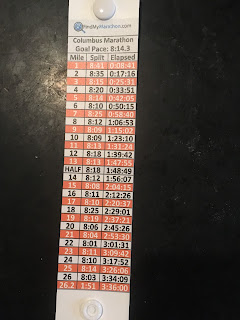 FindMyMarathon.com
Columbus Marathon
Goal Pace: 8:14.3
Mile Split Elapsed
1 8:41 0:08:41
2 8:35 0:17:16
3 8:15 0:25:31
4 8:20 0:33:51
5 8:14 0:42:05
6 8:10 0:50:15
7 8:25 0:58:40
8 8:12 1:06:53
9 8:09 1:15:02
10 8:09 1:23:10
11 8:13 1:31:24
12 8:18 1:39:42
13 8:13 1:47:55
HALF 8:18 1:48:49
14 8:12 1:56:07
15 8:08 2:04:15
16 8:11 2:12:26
17 8:10 2:20:37
18 8:25 2:29:01
19 8:19 2:37:21
20 8:06 2:45:26
21 8:04 2:53:30
22 8:01 3:01:31
23 8:11 3:09:42
24 8:10 3:17:52
25 8:14 3:26:06
26 8:03 3:34:09
26.2 1:51 3:36:00